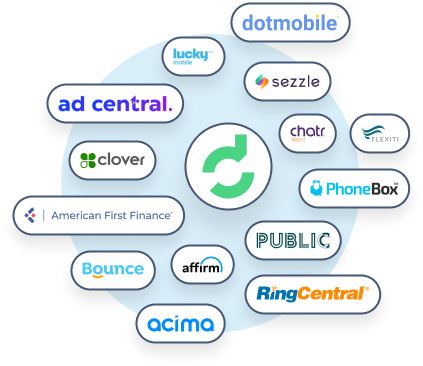 dotmobile
lucky
mobile
sezzle
ad central.
chatr
FLEXITI
clover
PhoneBox
American First Finance
PUBLIC
Bounce
affirm
RingCentral®
acima